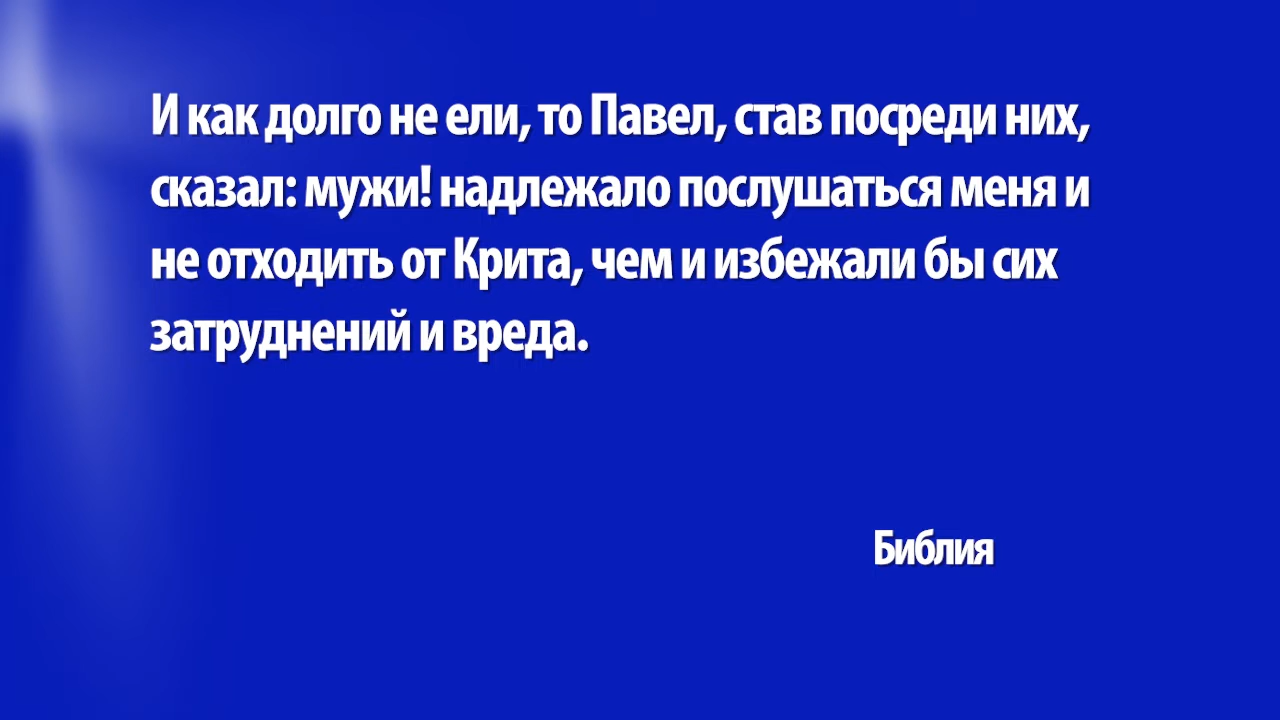 И как долго не ели, то Павел, став посреди них,
сказал: мужи! надлежало послушаться меня и
не отходить от Крита, чем и избежали бы сих
затруднений и вреда.
Библия